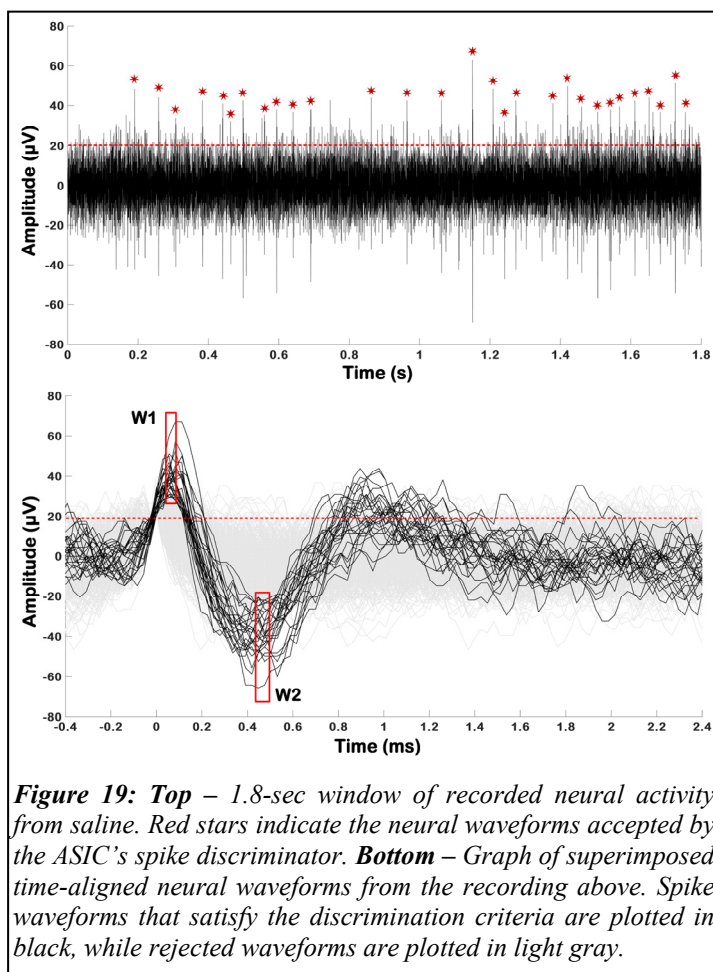 80
60
40
20
0
-20
-40
-60
80
Amplitude (µV)
0 0.2 0.4 0.6 0.8 1 1.2 1.4 1.6 1.8
Time (s)
80
60
40
20
0
-20
-40
-60
80
Amplitude (µV)
W1
W2
-0.4 -0.2 0 0.2 0.4 0.6 0.8 1 1.2 1.4 1.6 1.8 2 2.2 2.4
Time (ms)
Figure 19: Top – 1.8-sec window of recorded neural activity
from saline. Red stars indicate the neural waveforms accepted by
the ASIC's spike discriminator. Bottom – Graph of superimposed
time-aligned neural waveforms from the recording above. Spike
waveforms that satisfy the discrimination criteria are plotted in
black, while rejected waveforms are plotted in light gray.